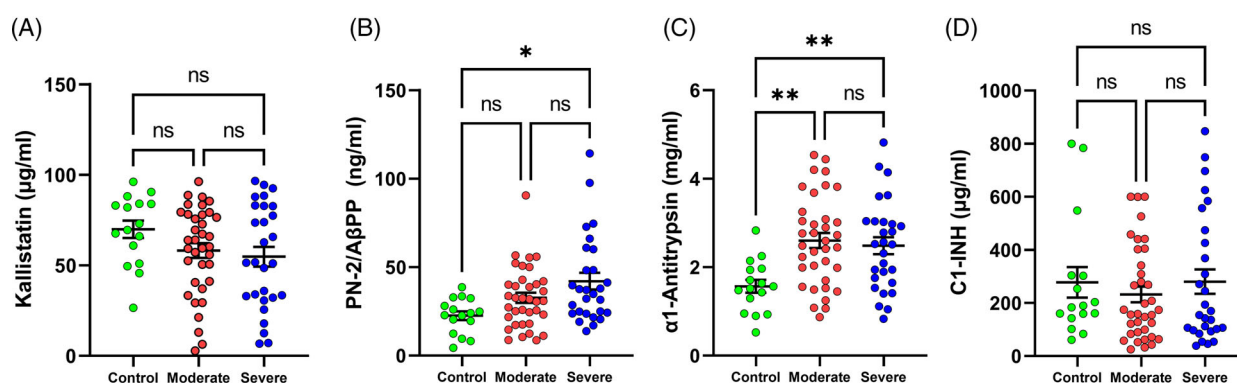 (A)
ns
ns
ns
Kallistatin (μg/ml)
150
100
50
0
Control Moderate Severe
(B)
*
ns
ns
PN-2/AβPP (ng/ml)
150
100
50
0
Control Moderate Severe
(C)
**
**
ns
α1-Antitrypsin (mg/ml)
6
4
2
0
Control Moderate Severe
(D)
ns
ns
ns
C1-INH (μg/ml)
1000
800
600
400
200
0
Control Moderate Severe